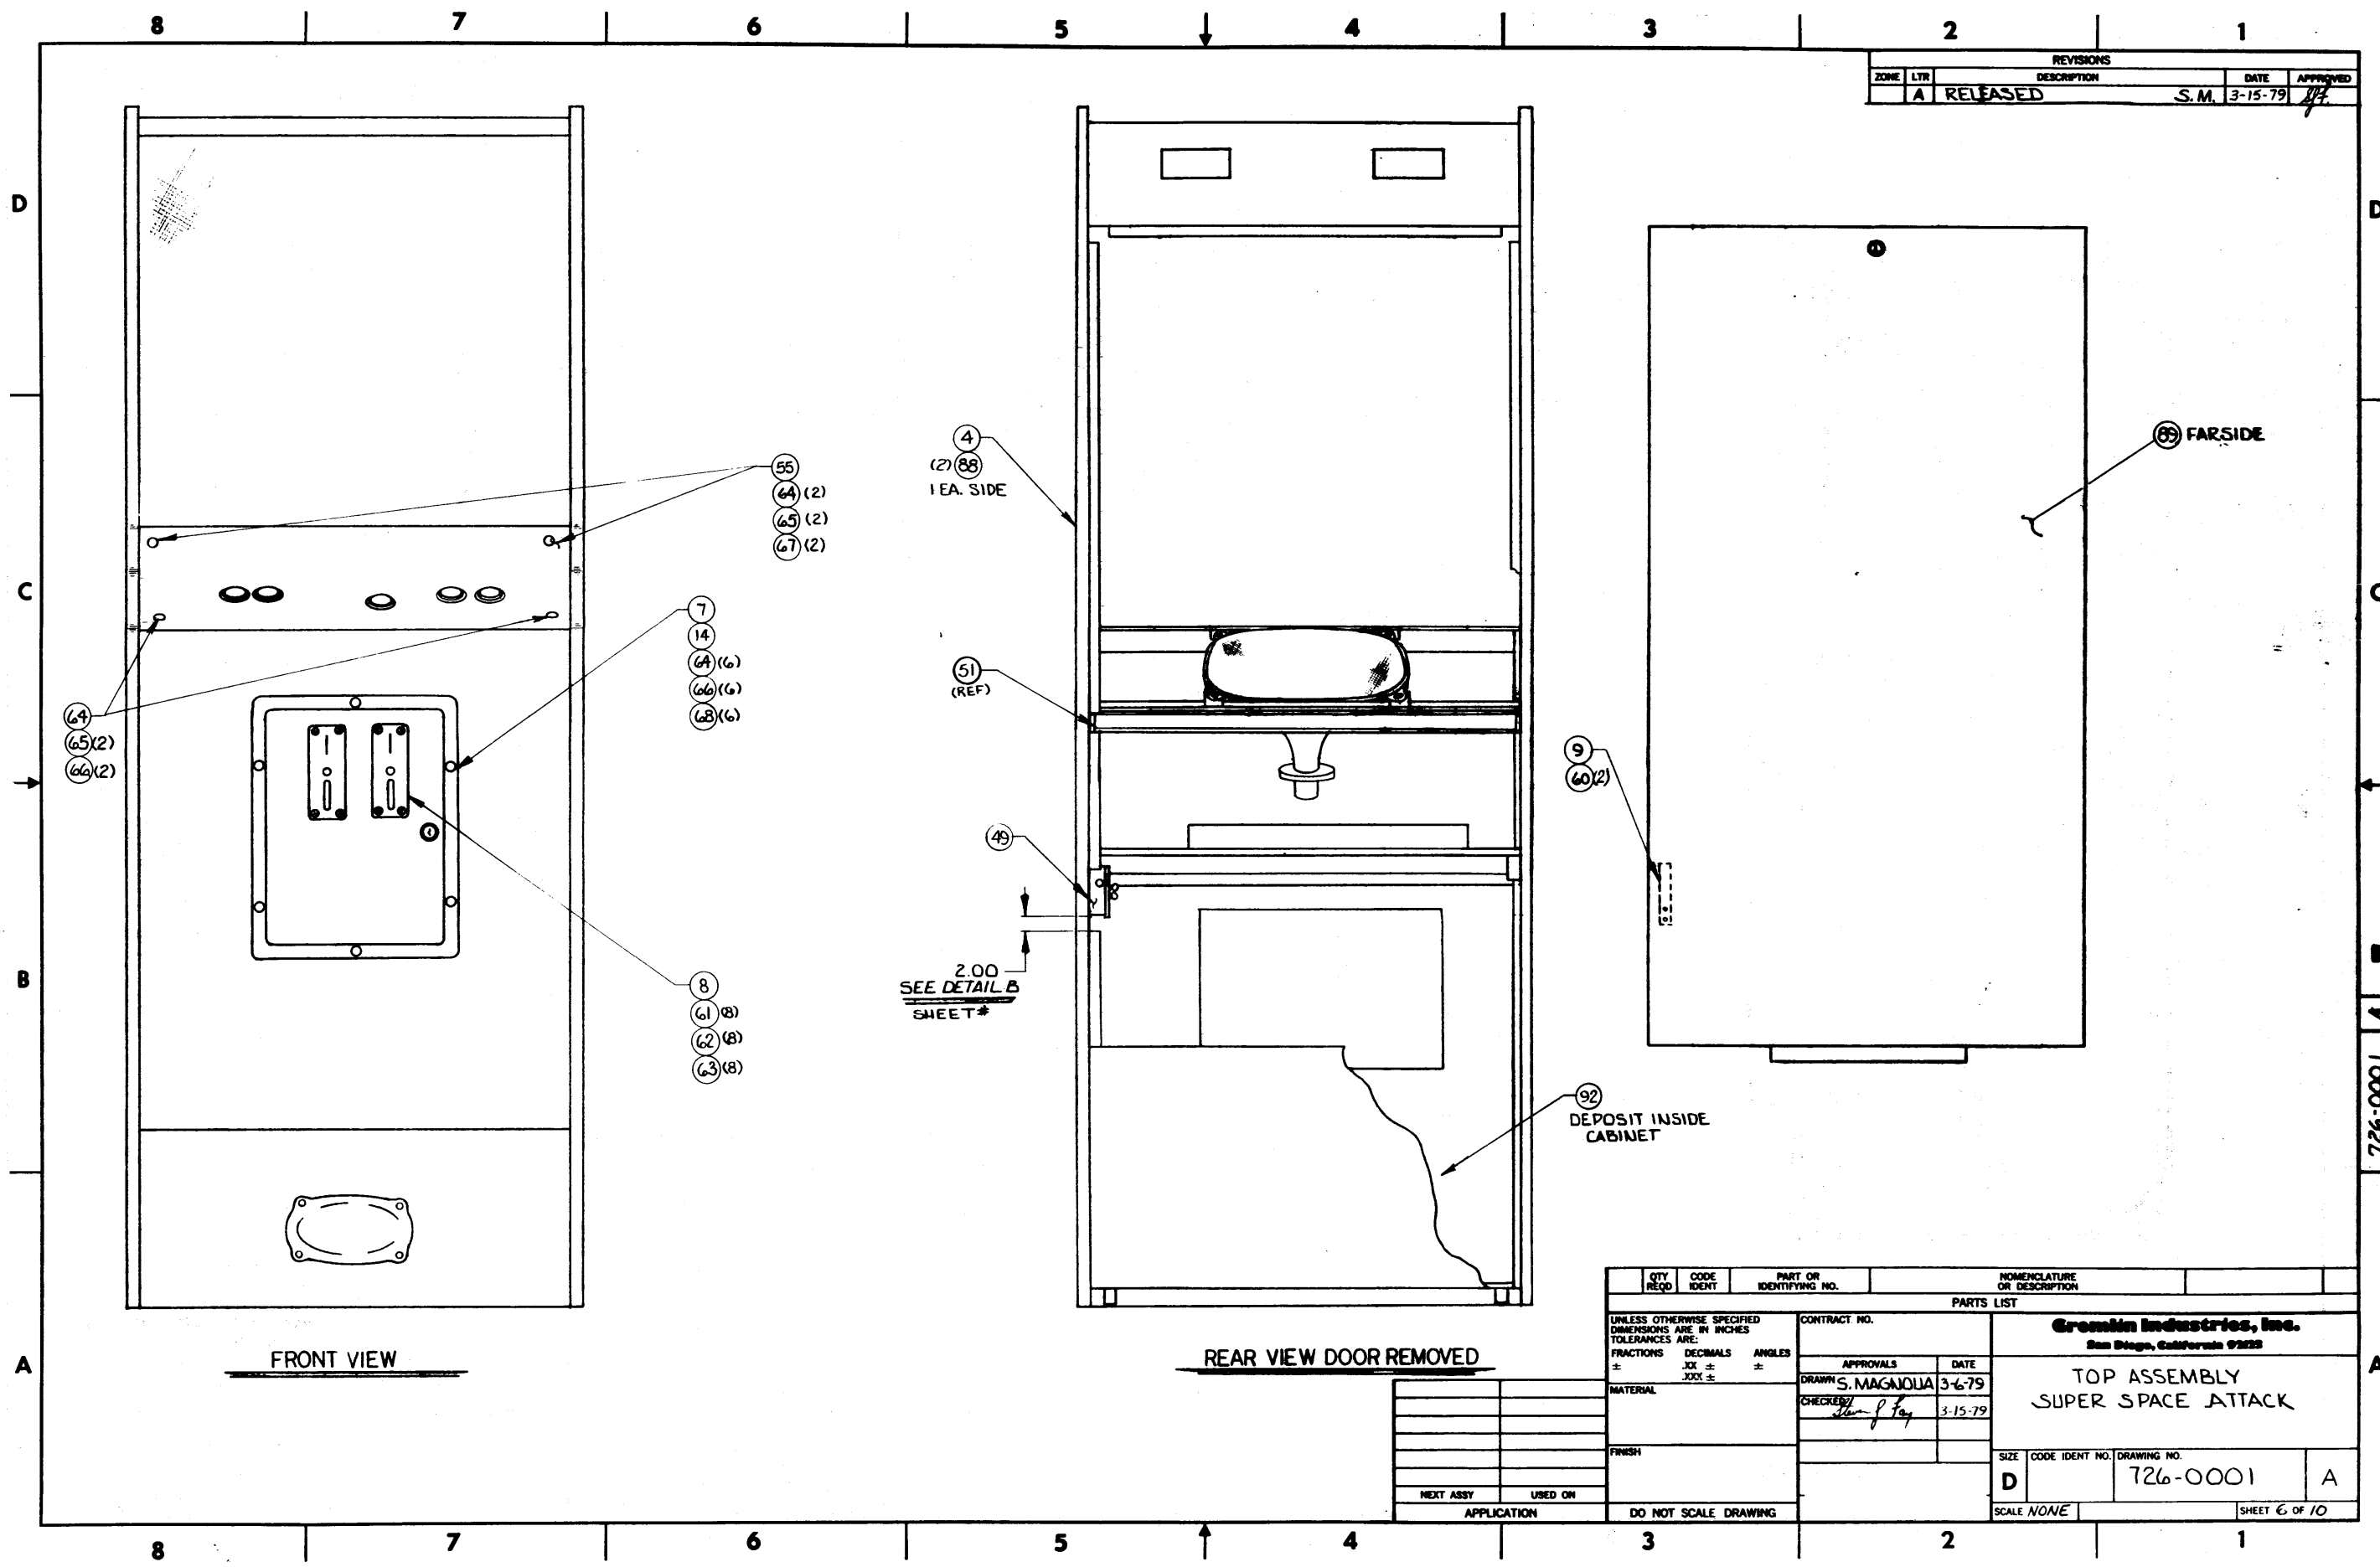 8 7 6 5 4 3 2 1
REVISIONS
ZONE LTR DESCRIPTION DATE APPROVED
A RELEASED S.M. 3-15-79
D D
C
B
A A
55
64 (2)
65 (2)
67 (2)
7
14
64 (6)
66 (6)
68 (6)
64
65 (2)
66 (2)
8
61 (8)
62 (8)
63 (8)
FRONT VIEW
4
(2) 88
1 EA. SIDE
51
(REF)
49
2.00
SEE DETAIL B
SHEET#
92
DEPOSIT INSIDE
CABINET
REAR VIEW DOOR REMOVED
89 FARSIDE
9
60 (2)
726-0001
QTY REQD CODE IDENT PART OR IDENTIFYING NO. NOMENCLATURE OR DESCRIPTION
PARTS LIST
UNLESS OTHERWISE SPECIFIED
DIMENSIONS ARE IN INCHES
TOLERANCES ARE:
FRACTIONS DECIMALS ANGLES
± .XX ± ±
.XXX ±
MATERIAL
FINISH
DO NOT SCALE DRAWING
CONTRACT NO.
APPROVALS DATE
DRAWN S. MAGNOLIA 3-6-79
CHECKED Steven J Fay 3-15-79
Gremlin Industries, Inc.
San Diego, California 92123
TOP ASSEMBLY
SUPER SPACE ATTACK
SIZE CODE IDENT NO. DRAWING NO.
D 726-0001 A
SCALE NONE SHEET 6 OF 10
NEXT ASSY USED ON
APPLICATION
8 7 6 5 4 3 2 1